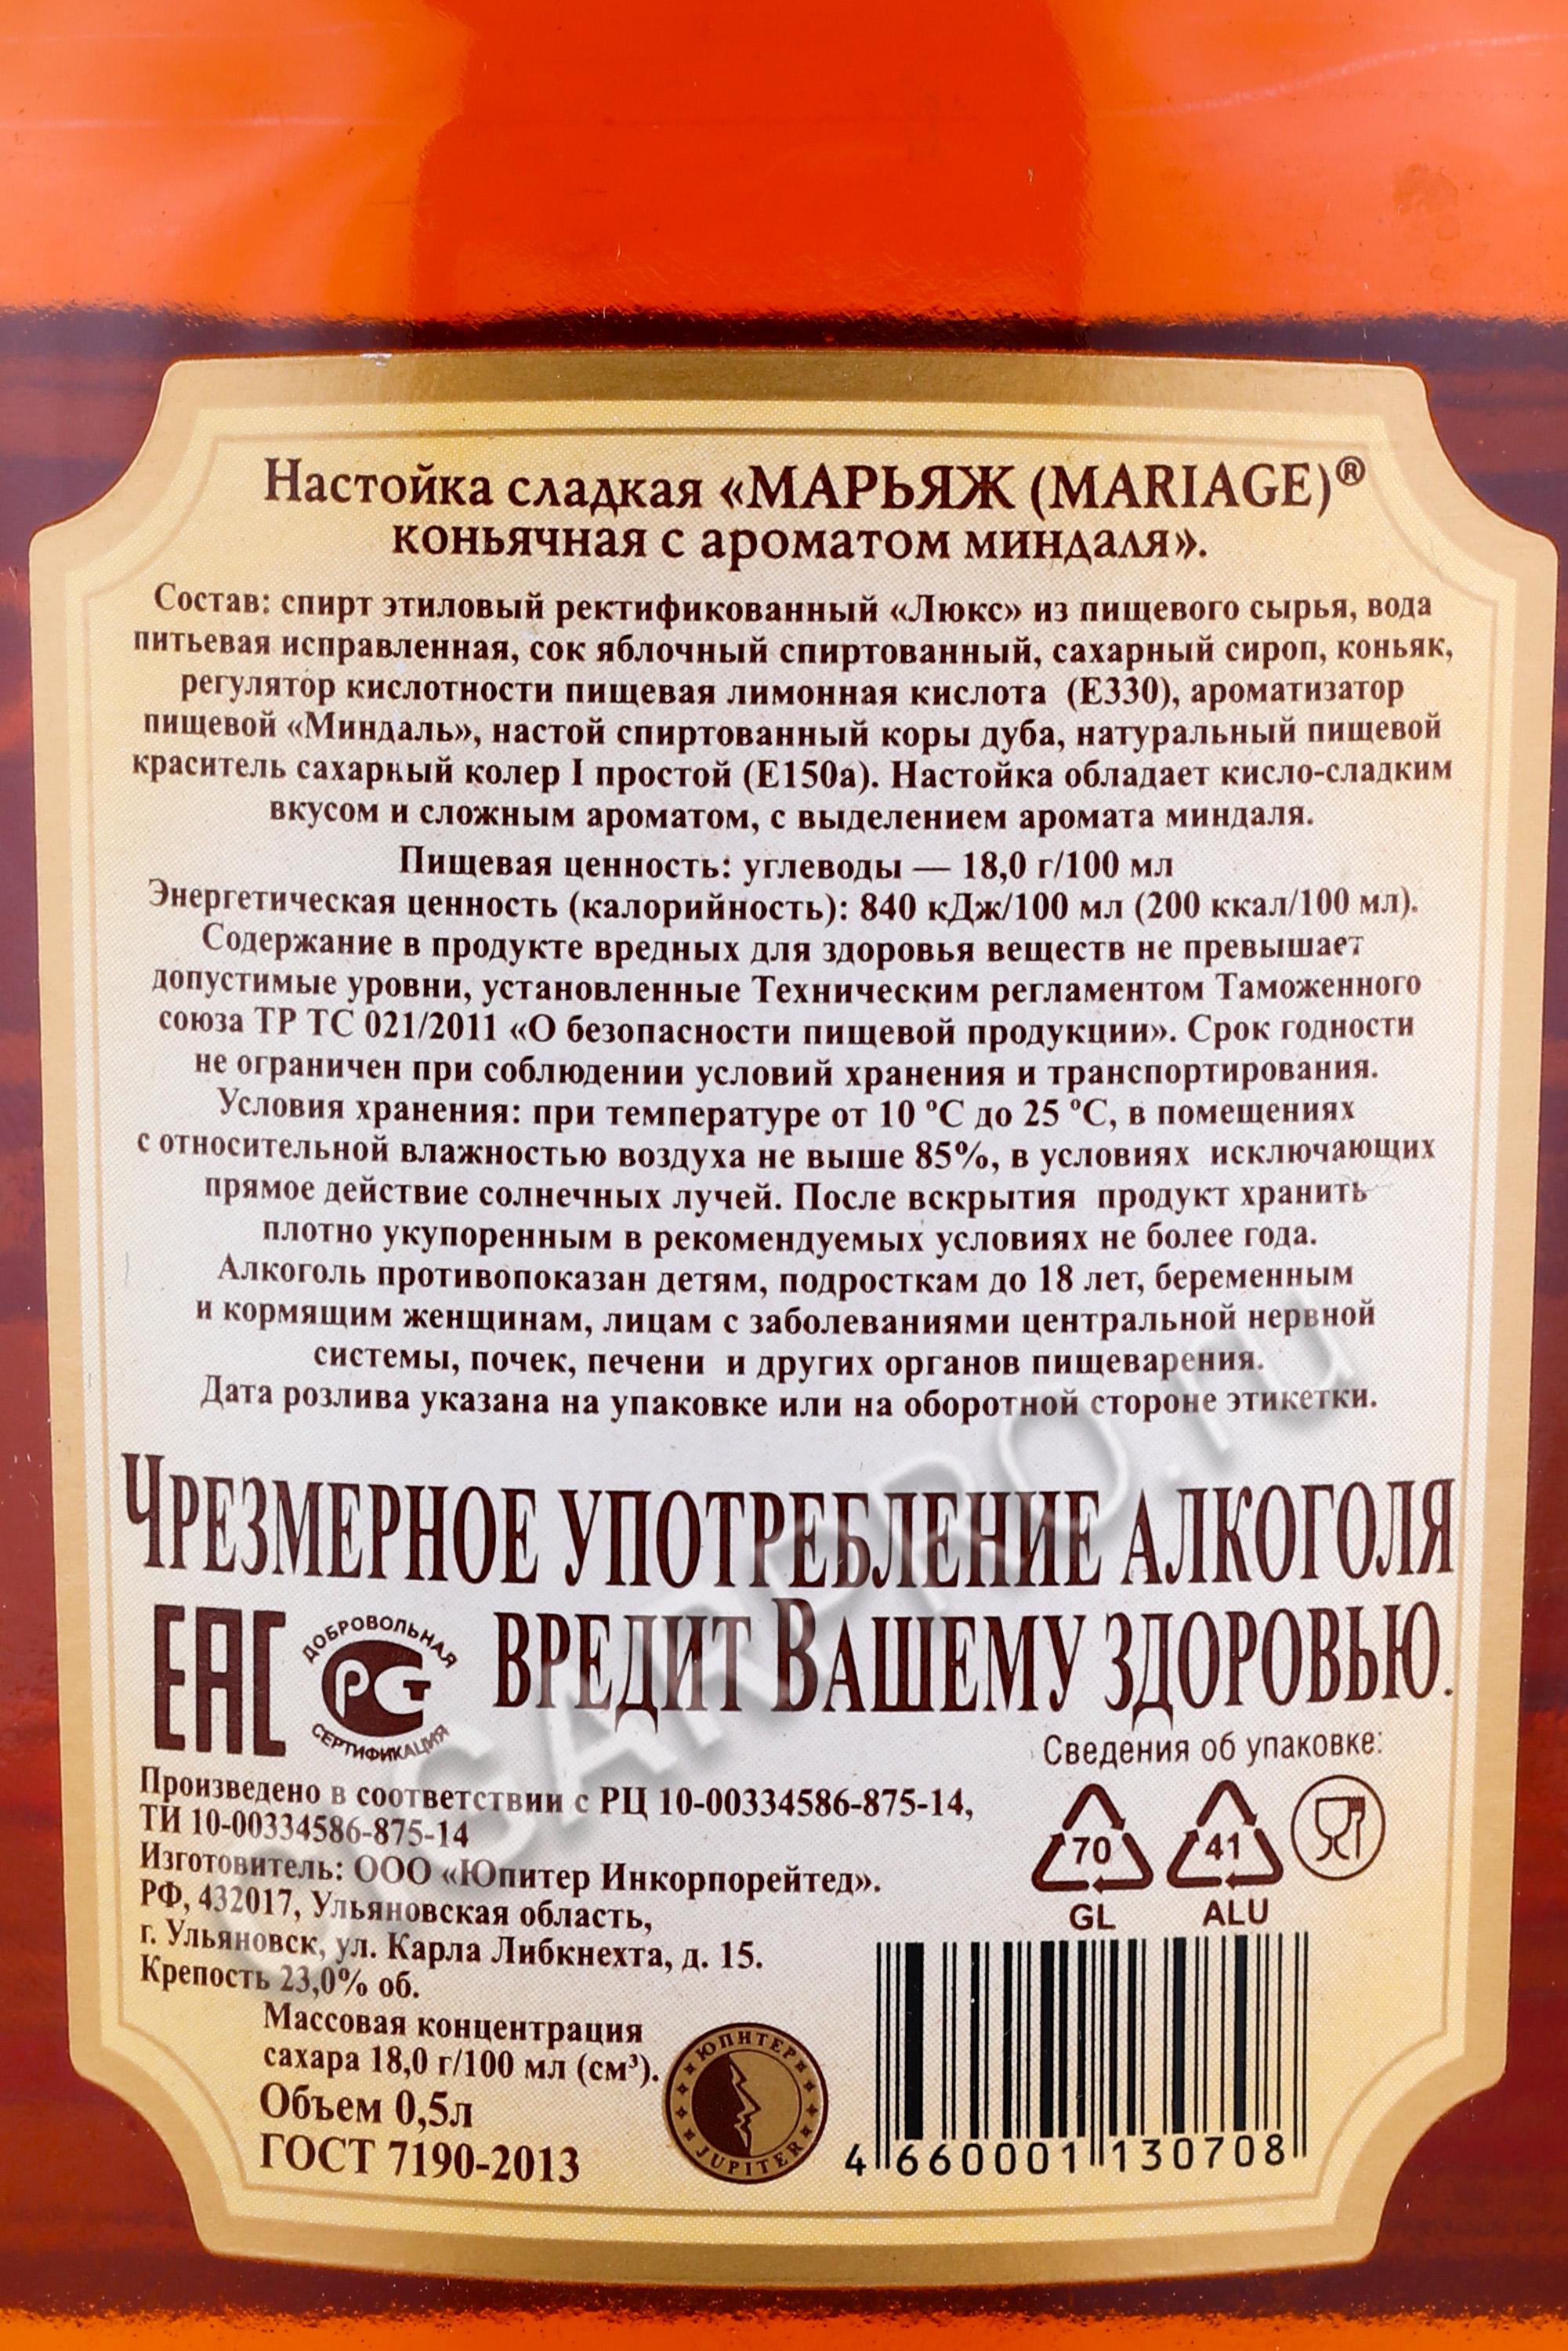 Настойка сладкая «МАРЬЯЖ (MARIAGE)®
коньячная с ароматом миндаля».
Состав: спирт этиловый ректификованный «Люкс» из пищевого сырья, вода
питьевая исправленная, сок яблочный спиртованный, сахарный сироп, коньяк,
регулятор кислотности пищевая лимонная кислота (Е330), ароматизатор
пищевой «Миндаль», настой спиртованный коры дуба, натуральный пищевой
краситель сахарный колер I простой (Е150а). Настойка обладает кисло-сладким
вкусом и сложным ароматом, с выделением аромата миндаля.
Пищевая ценность: углеводы — 18,0 г/100 мл
Энергетическая ценность (калорийность): 840 кДж/100 мл (200 ккал/100 мл).
Содержание в продукте вредных для здоровья веществ не превышает
допустимые уровни, установленные Техническим регламентом Таможенного
союза ТР ТС 021/2011 «О безопасности пищевой продукции». Срок годности
не ограничен при соблюдении условий хранения и транспортирования.
Условия хранения: при температуре от 10 °С до 25 °С, в помещениях
с относительной влажностью воздуха не выше 85%, в условиях исключающих
прямое действие солнечных лучей. После вскрытия продукт хранить
плотно укупоренным в рекомендуемых условиях не более года.
Алкоголь противопоказан детям, подросткам до 18 лет, беременным
и кормящим женщинам, лицам с заболеваниями центральной нервной
системы, почек, печени и других органов пищеварения.
Дата розлива указана на упаковке или на оборотной стороне этикетки.
ЧРЕЗМЕРНОЕ УПОТРЕБЛЕНИЕ АЛКОГОЛЯ
ВРЕДИТ ВАШЕМУ ЗДОРОВЬЮ.
ЕАС
ДОБРОВОЛЬНАЯ
РСТ
СЕРТИФИКАЦИЯ
Сведения об упаковке:
70
GL
41
ALU
Произведено в соответствии с РЦ 10-00334586-875-14,
ТИ 10-00334586-875-14
Изготовитель: ООО «Юпитер Инкорпорейтед».
РФ, 432017, Ульяновская область,
г. Ульяновск, ул. Карла Либкнехта, д. 15.
Крепость 23,0% об.
Массовая концентрация
сахара 18,0 г/100 мл (см³).
Объем 0,5л
ГОСТ 7190-2013
ЮПИТЕР
JUPITER
4 660001 130708
CIGARPRO.ru